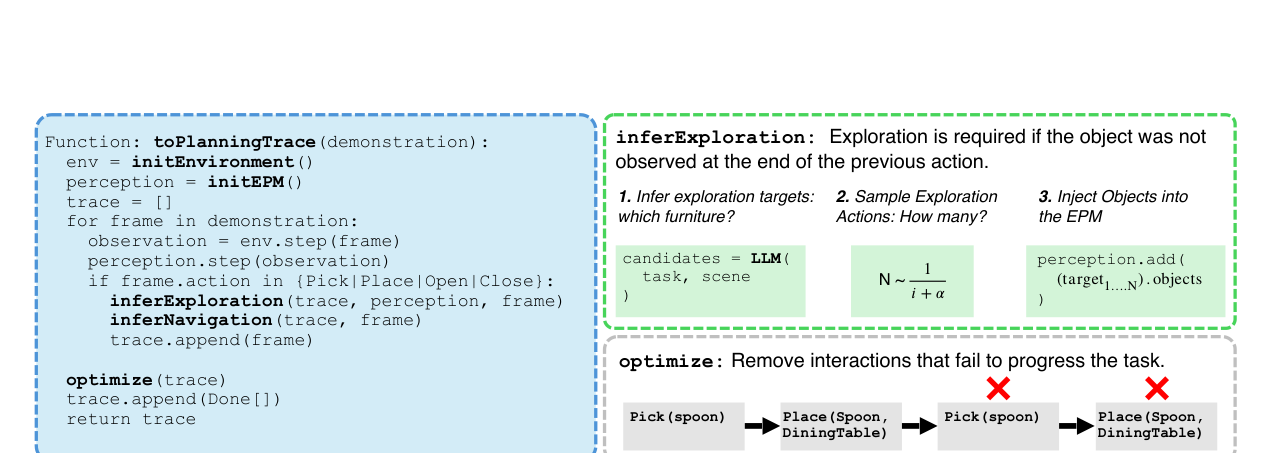 Function: toPlanningTrace(demonstration):
env = initEnvironment()
perception = initEPM()
trace = []
for frame in demonstration:
observation = env.step(frame)
perception.step(observation)
if frame.action in {Pick|Place|Open|Close}:
inferExploration(trace, perception, frame)
inferNavigation(trace, frame)
trace.append(frame)
optimize(trace)
trace.append(Done[])
return trace
inferExploration: Exploration is required if the object was not
observed at the end of the previous action.
1. Infer exploration targets:
which furniture?
candidates = LLM(
task, scene
)
2. Sample Exploration
Actions: How many?
N ~ 1 / (i + α)
3. Inject Objects into
the EPM
perception.add(
(target1....N).objects
)
optimize: Remove interactions that fail to progress the task.
Pick(spoon)
Place(Spoon,
DiningTable)
Pick(spoon)
Place(Spoon,
DiningTable)